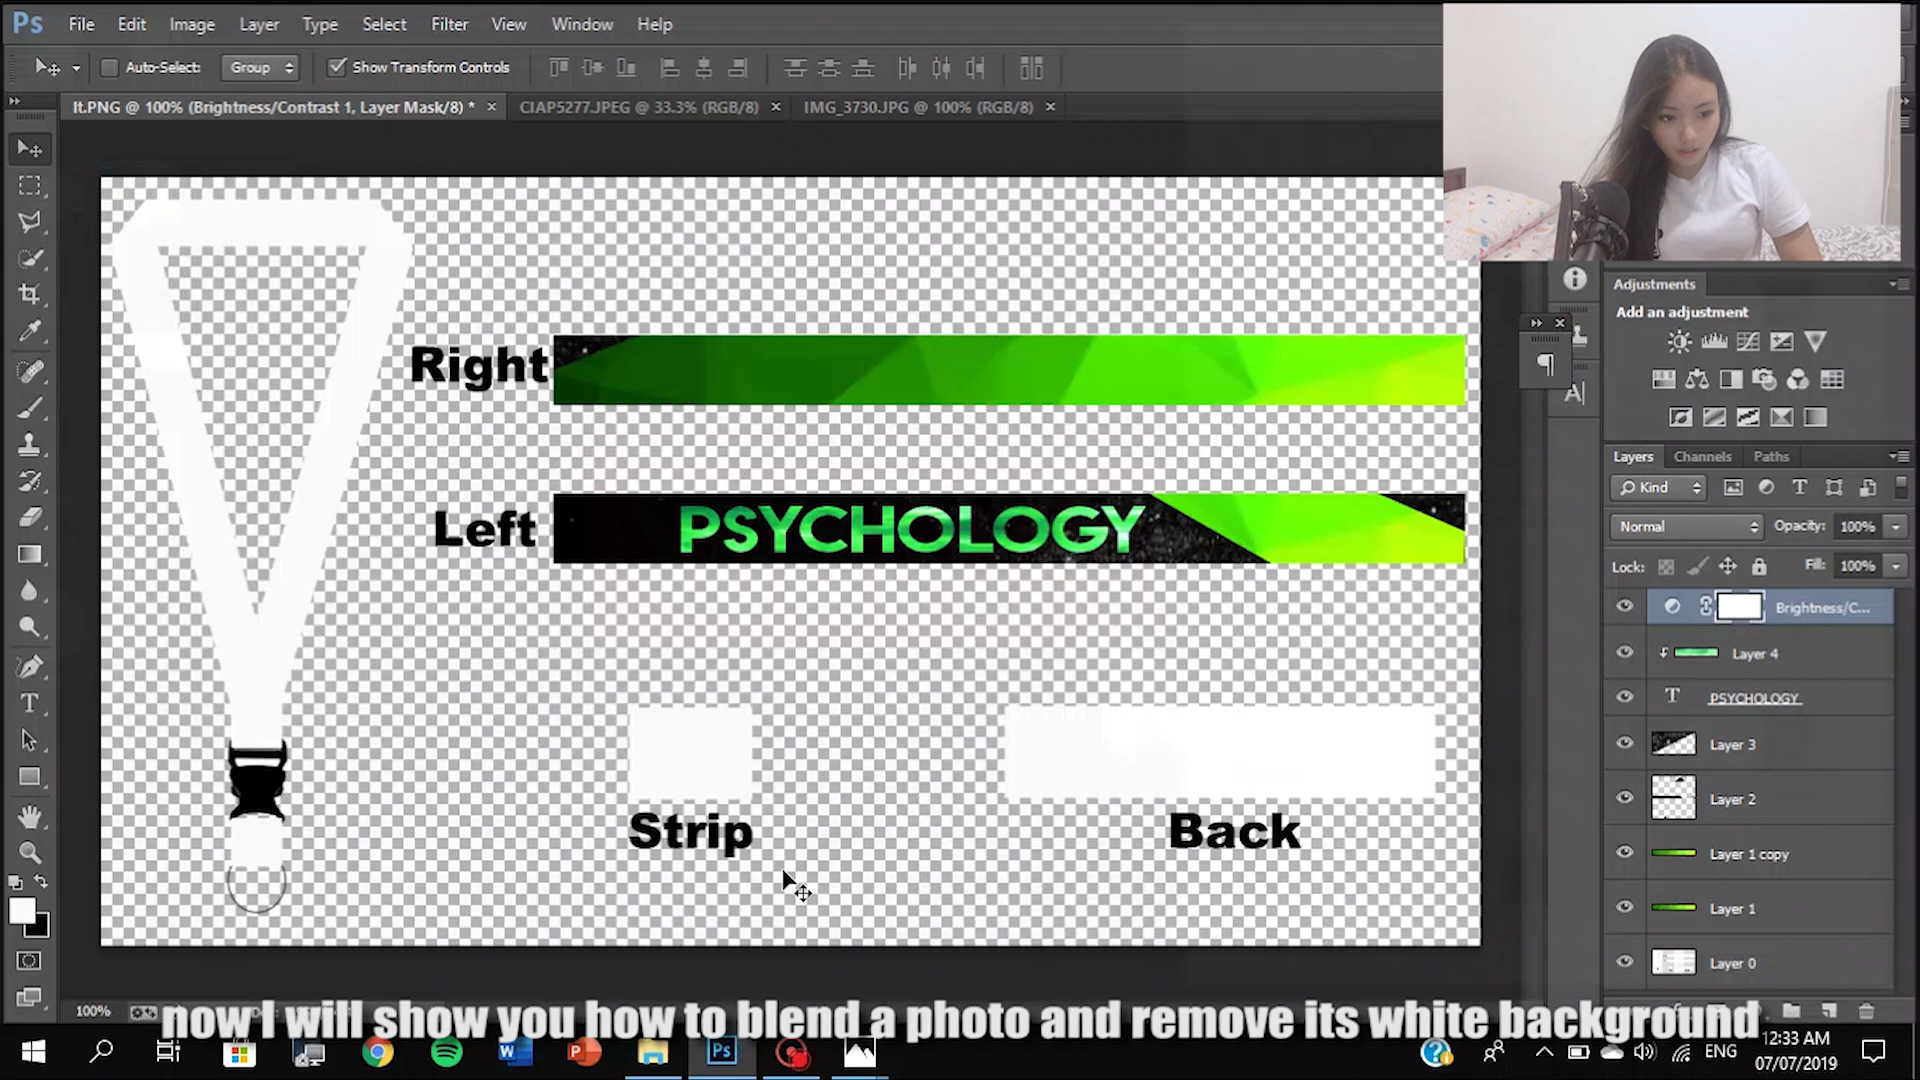 Ps File Edit Image Layer Type Select Filter View Window Help
Auto-Select: Group Show Transform Controls
lt.PNG @ 100% (Brightness/Contrast 1, Layer Mask/8) * × CIAP5277.JPEG @ 33.3% (RGB/8) × IMG_3730.JPG @ 100% (RGB/8) ×
Adjustments
Add an adjustment
Right
Left
PSYCHOLOGY
Strip
Back
Layers Channels Paths
Kind
Normal Opacity: 100%
Lock: Fill: 100%
Brightness/C...
Layer 4
PSYCHOLOGY
Layer 3
Layer 2
Layer 1 copy
Layer 1
Layer 0
100%
now I will show you how to blend a photo and remove its white background
ENG
12:33 AM
07/07/2019